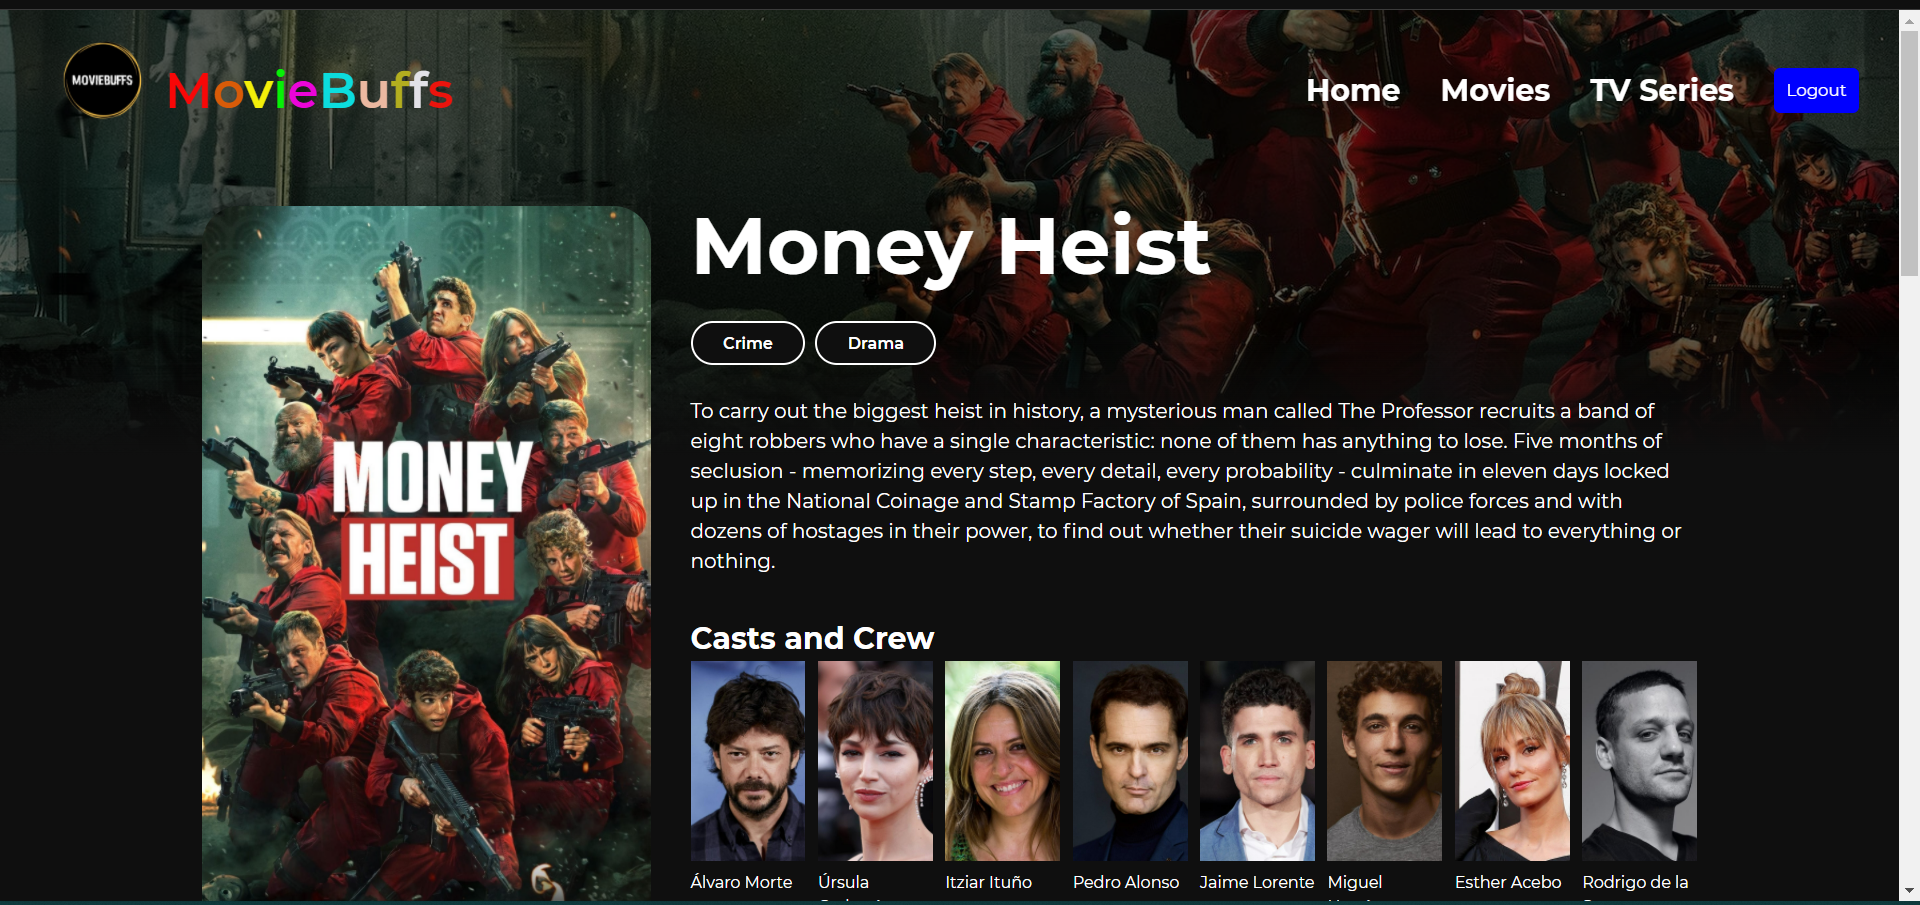 MOVIEBUFFS
MovieBuffs
Home Movies TV Series Logout
Money Heist
Crime Drama
To carry out the biggest heist in history, a mysterious man called The Professor recruits a band of
eight robbers who have a single characteristic: none of them has anything to lose. Five months of
seclusion - memorizing every step, every detail, every probability - culminate in eleven days locked
up in the National Coinage and Stamp Factory of Spain, surrounded by police forces and with
dozens of hostages in their power, to find out whether their suicide wager will lead to everything or
nothing.
MONEY
HEIST
Casts and Crew
Álvaro Morte Úrsula Itziar Ituño Pedro Alonso Jaime Lorente Miguel Esther Acebo Rodrigo de la